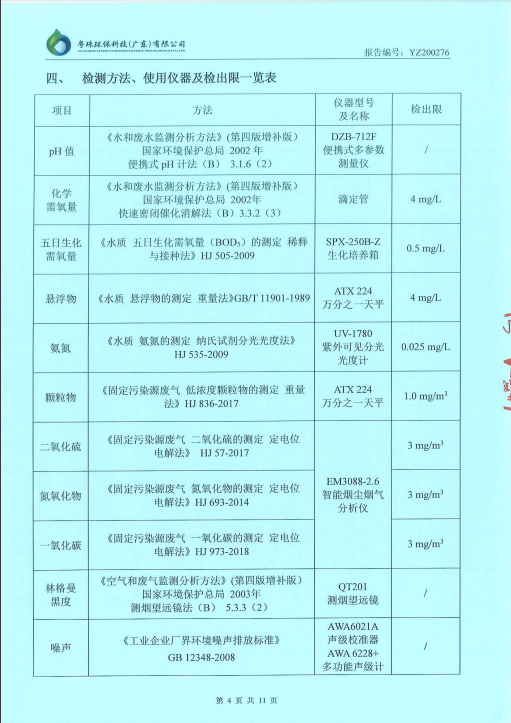 粤珠环保科技(广东)有限公司
报告编号: YZ200276
四、 检测方法、使用仪器及检出限一览表
项目
方法
仪器型号
及名称
检出限
pH 值
《水和废水监测分析方法》(第四版增补版)
国家环境保护总局 2002 年
便携式 pH 计法（B） 3.1.6（2）
DZB-712F
便携式多参数
测量仪
/
化学
需氧量
《水和废水监测分析方法》(第四版增补版)
国家环境保护总局 2002年
快速密闭催化消解法（B）3.3.2（3）
滴定管
4 mg/L
五日生化
需氧量
《水质 五日生化需氧量（BOD₅）的测定 稀释
与接种法》HJ 505-2009
SPX-250B-Z
生化培养箱
0.5 mg/L
悬浮物
《水质 悬浮物的测定 重量法》GB/T 11901-1989
ATX 224
万分之一天平
4 mg/L
氨氮
《水质 氨氮的测定 纳氏试剂分光光度法》
HJ 535-2009
UV-1780
紫外可见分光
光度计
0.025 mg/L
颗粒物
《固定污染源废气 低浓度颗粒物的测定 重量
法》HJ 836-2017
ATX 224
万分之一天平
1.0 mg/m³
二氧化硫
《固定污染源废气 二氧化硫的测定 定电位
电解法》 HJ 57-2017
EM3088-2.6
智能烟尘烟气
分析仪
3 mg/m³
氮氧化物
《固定污染源废气 氮氧化物的测定 定电位
电解法》HJ 693-2014
3 mg/m³
一氧化碳
《固定污染源废气 一氧化碳的测定 定电位
电解法》HJ 973-2018
3 mg/m³
林格曼
黑度
《空气和废气监测分析方法》(第四版增补版)
国家环境保护总局 2003年
测烟望远镜法（B） 5.3.3（2）
QT201
测烟望远镜
/
噪声
《工业企业厂界环境噪声排放标准》
GB 12348-2008
AWA6021A
声级校准器
AWA 6228+
多功能声级计
/
第 4 页 共 11 页